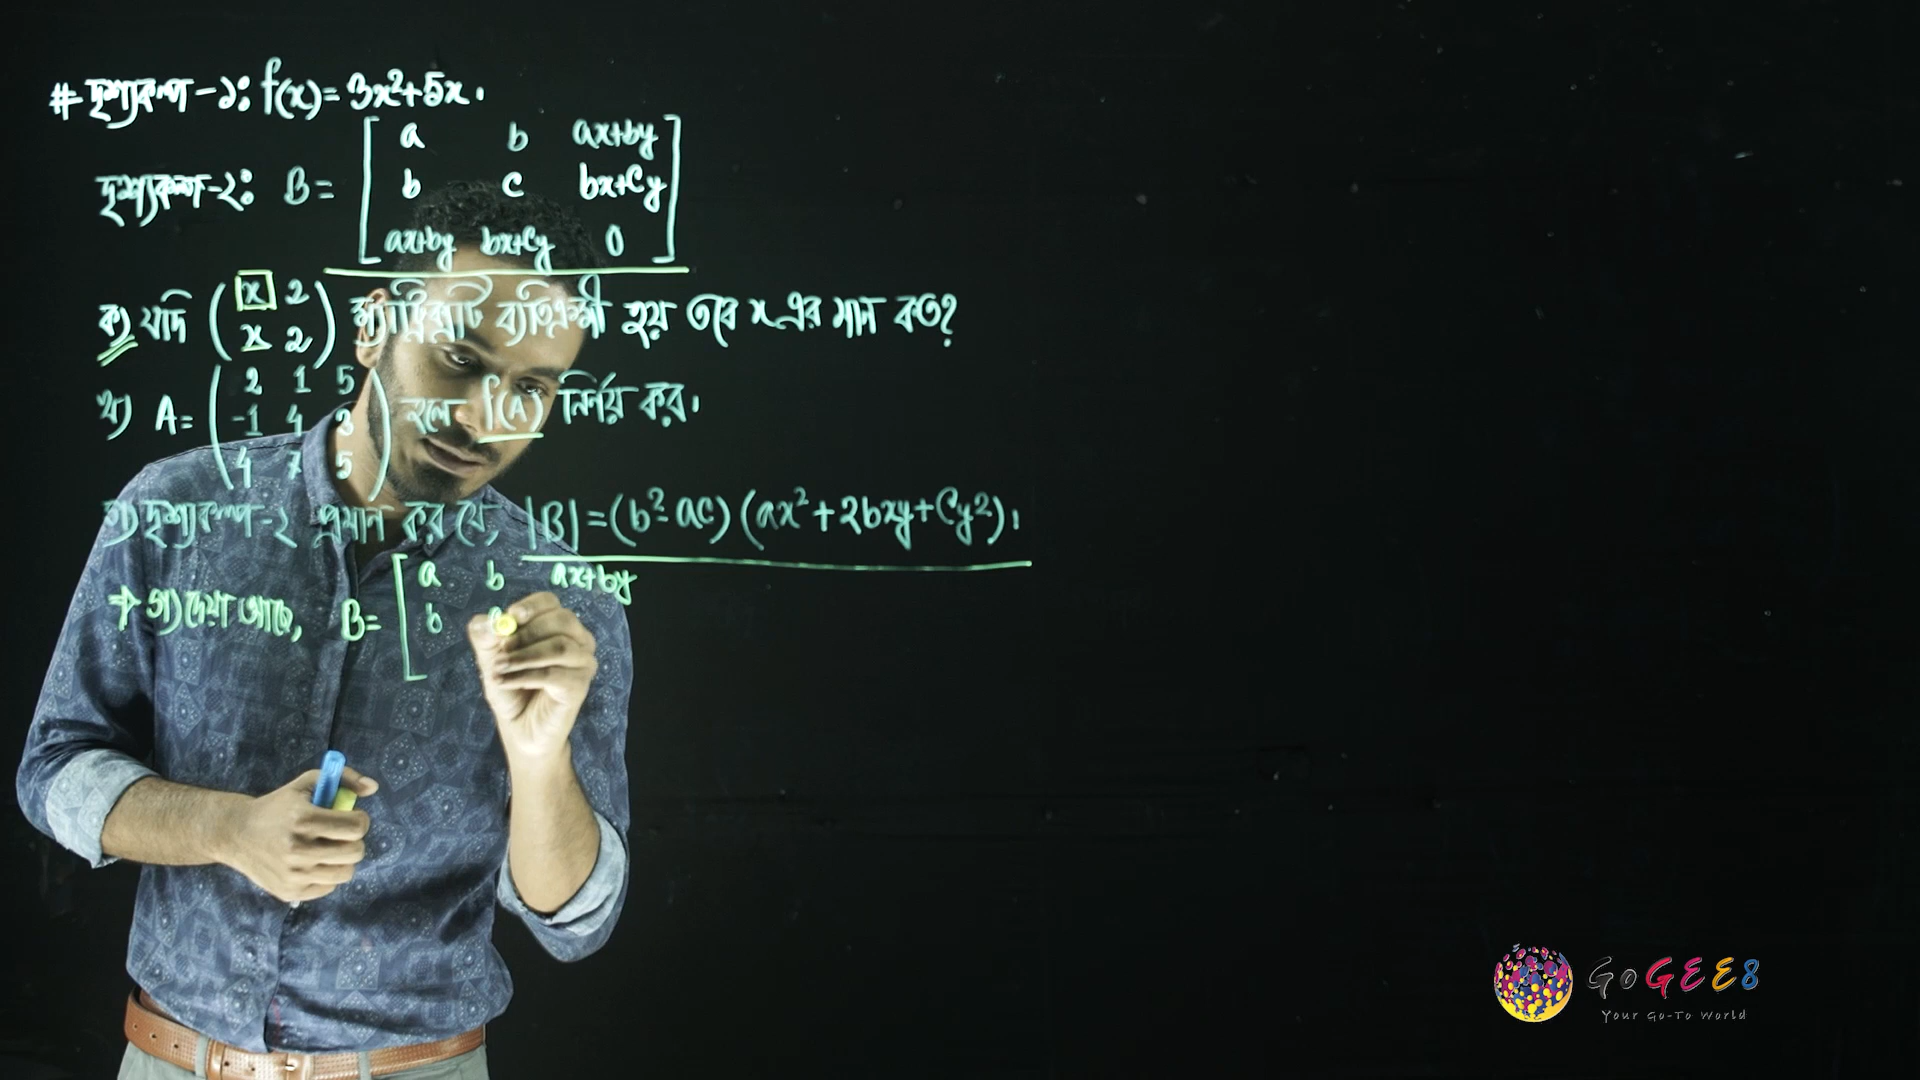 # দৃশ্যকল্প-১: f(x)= 3x²+5x.
দৃশ্যকল্প-২: B = [ a b ax+by
b c bx+cy
ax+by bx+cy 0 ]
ক) যদি ( x 2
x 2 ) ম্যাট্রিক্সটি ব্যতিক্রমী হয় তবে x এর মান কত?
খ) A = ( 2 1 5
-1 4 3
4 7 5 ) হলে f(A) নির্ণয় কর।
গ) দৃশ্যকল্প-২ প্রমান কর যে, |B| = (b²-ac) (ax²+2bxy+cy²)।
⇒ গ) দেয়া আছে, B= [ a b ax+by
b c
GoGEE8
Your Go-To World